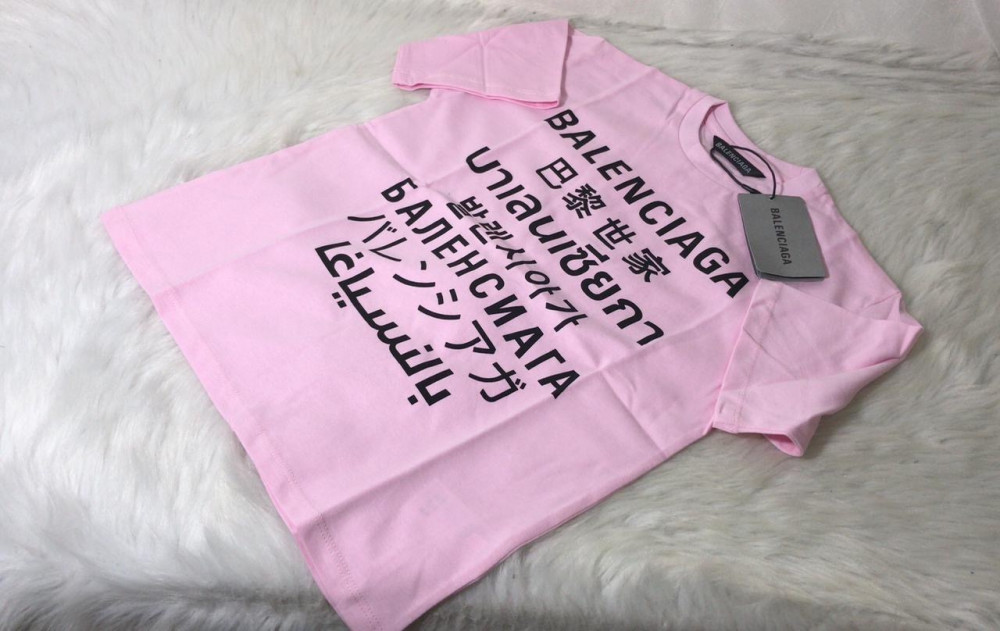 BALENCIAGA
巴黎世家
บาเลนเซียกา
발렌시아가
БАЛЕНСИАГА
バレンシアガ
بالنسياغا
BALENCIAGA
BALENCIAGA